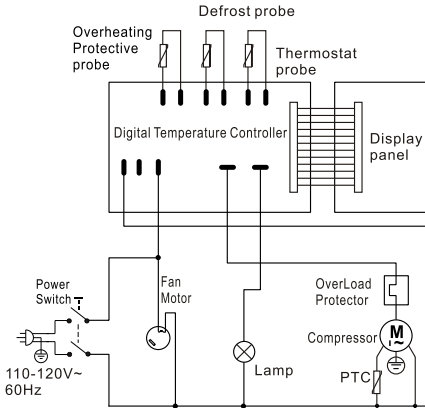 Defrost probe
Overheating
Protective
probe
Thermostat
probe
Digital Temperature Controller
Display
panel
Power
Switch
Fan
Motor
OverLoad
Protector
Compressor
M
~
Lamp
PTC
110-120V~
60Hz